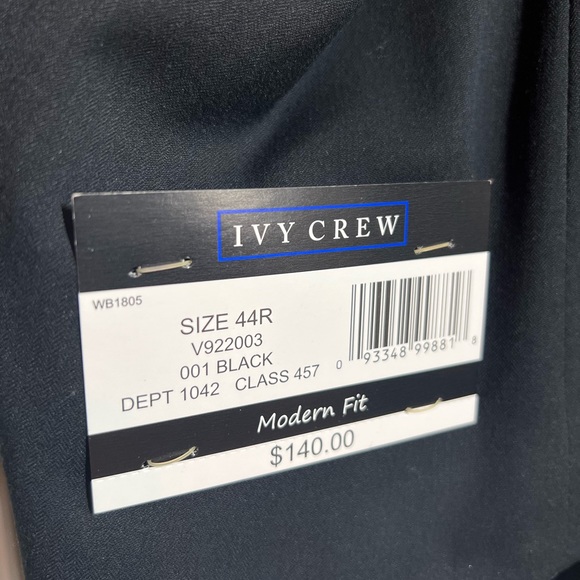 IVY CREW
WB1805
SIZE 44R
V922003
001 BLACK
DEPT 1042 CLASS 457
0 93348 99881 8
Modern Fit
$140.00